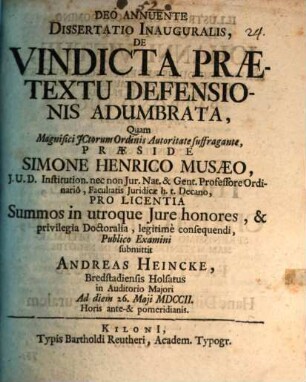 DEO ANNUENTE
DISSERTATIO INAUGURALIS, 24.
DE
VINDICTA PRÆ-
TEXTU DEFENSIO-
NIS ADUMBRATA,
Quam
Magnifici JCtorum Ordinis Autoritate suffragante,
PRÆSIDE
SIMONE HENRICO MUSÆO,
J.U.D. Institution. nec non Jur. Nat. & Gent. Professore Ordi-
nariô, Facultatis Juridicæ h. t. Decano,
PRO LICENTIA
Summos in utroque Jure honores, &
privilegia Doctoralia, legitimè consequendi,
Publico Examini
submittit
ANDREAS HEINCKE,
Bredstadiensis Holsatus
in Auditorio Majori
Ad diem 26. Maji MDCCII.
Horis ante-& pomeridianis.
KILONI,
Typis Bartholdi Reutheri, Academ. Typogr.